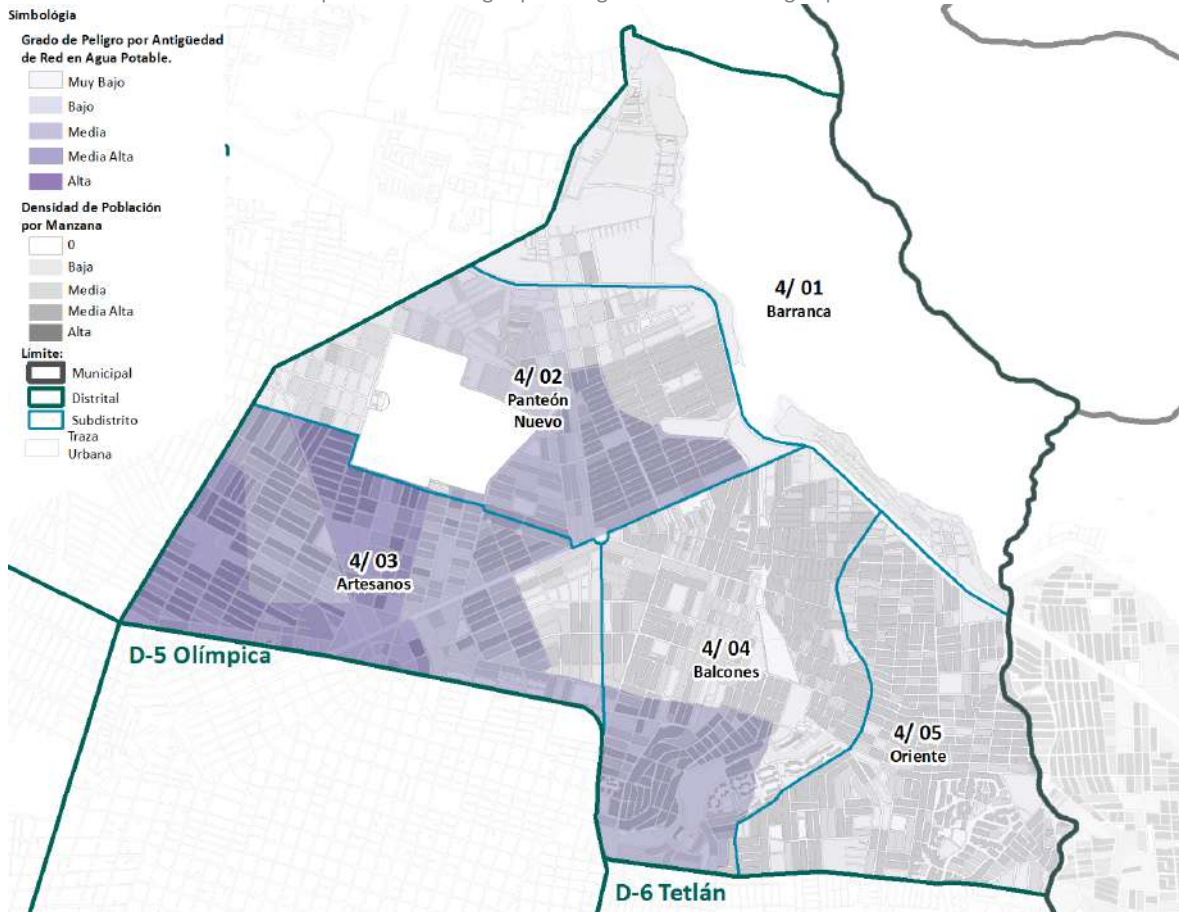 Simbológia
Grado de Peligro por Antigüedad
de Red en Agua Potable.
Muy Bajo
Bajo
Media
Media Alta
Alta
Densidad de Población
por Manzana
0
Baja
Media
Media Alta
Alta
Límite:
Municipal
Distrital
Subdistrito
Traza
Urbana
4/ 01
Barranca
4/ 02
Panteón
Nuevo
4/ 03
Artesanos
4/ 04
Balcones
4/ 05
Oriente
D-5 Olímpica
D-6 Tetlán